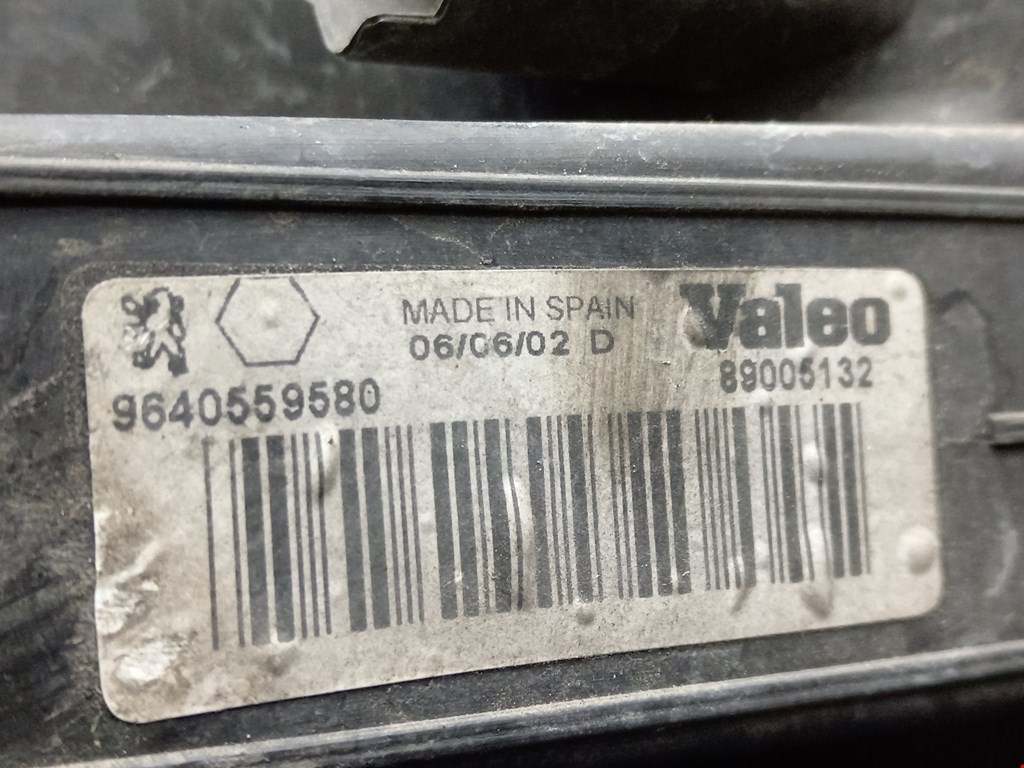 MADE IN SPAIN
06/06/02 D
Valeo
89005132
9640559580